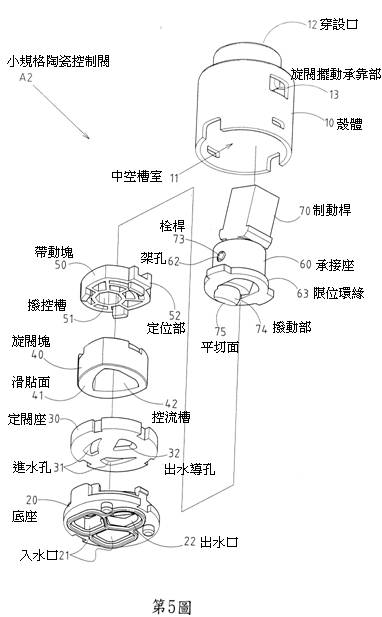 12 穿設口
小規格陶瓷控制閥
A2
旋閥擺動承靠部
13
10 殼體
中空槽室
11
70 制動桿
栓桿
73
帶動塊
50
架孔
62
60 承接座
63 限位環緣
撥控槽
51
52
定位部
75
74 撥動部
平切面
旋閥塊
40
滑貼面
41
42
控流槽
定閥座 30
32
進水孔 31
出水導孔
20
底座
22 出水口
入水口 21
第5圖